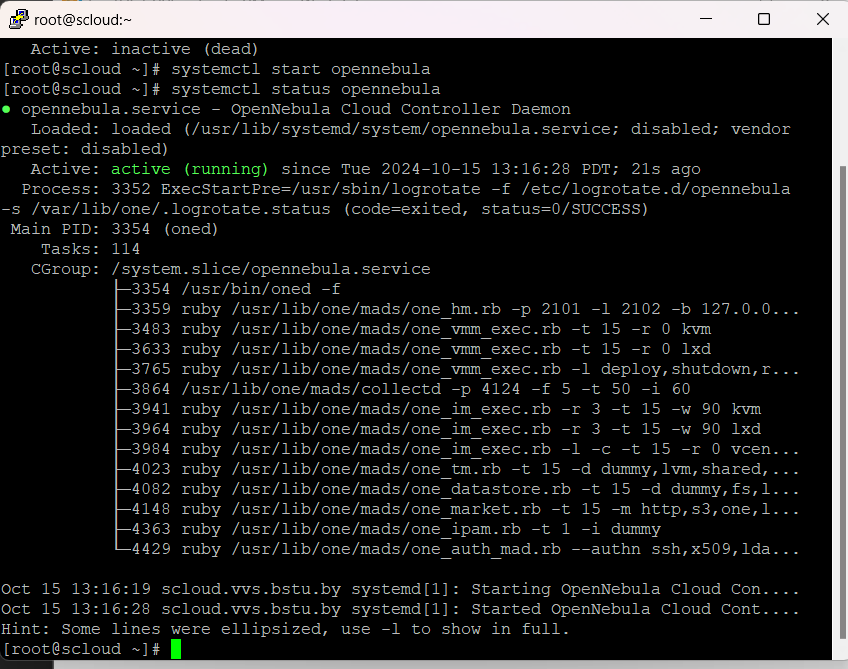 root@scloud:~
Active: inactive (dead)
[root@scloud ~]# systemctl start opennebula
[root@scloud ~]# systemctl status opennebula
● opennebula.service - OpenNebula Cloud Controller Daemon
   Loaded: loaded (/usr/lib/systemd/system/opennebula.service; disabled; vendor
preset: disabled)
   Active: active (running) since Tue 2024-10-15 13:16:28 PDT; 21s ago
  Process: 3352 ExecStartPre=/usr/sbin/logrotate -f /etc/logrotate.d/opennebula
-s /var/lib/one/.logrotate.status (code=exited, status=0/SUCCESS)
 Main PID: 3354 (oned)
    Tasks: 114
   CGroup: /system.slice/opennebula.service
           ├─3354 /usr/bin/oned -f
           ├─3359 ruby /usr/lib/one/mads/one_hm.rb -p 2101 -l 2102 -b 127.0.0...
           ├─3483 ruby /usr/lib/one/mads/one_vmm_exec.rb -t 15 -r 0 kvm
           ├─3633 ruby /usr/lib/one/mads/one_vmm_exec.rb -t 15 -r 0 lxd
           ├─3765 ruby /usr/lib/one/mads/one_vmm_exec.rb -l deploy,shutdown,r...
           ├─3864 /usr/lib/one/mads/collectd -p 4124 -f 5 -t 50 -i 60
           ├─3941 ruby /usr/lib/one/mads/one_im_exec.rb -r 3 -t 15 -w 90 kvm
           ├─3964 ruby /usr/lib/one/mads/one_im_exec.rb -r 3 -t 15 -w 90 lxd
           ├─3984 ruby /usr/lib/one/mads/one_im_exec.rb -l -c -t 15 -r 0 vcen...
           ├─4023 ruby /usr/lib/one/mads/one_tm.rb -t 15 -d dummy,lvm,shared,...
           ├─4082 ruby /usr/lib/one/mads/one_datastore.rb -t 15 -d dummy,fs,l...
           ├─4148 ruby /usr/lib/one/mads/one_market.rb -t 15 -m http,s3,one,l...
           ├─4363 ruby /usr/lib/one/mads/one_ipam.rb -t 1 -i dummy
           └─4429 ruby /usr/lib/one/mads/one_auth_mad.rb --authn ssh,x509,lda...
Oct 15 13:16:19 scloud.vvs.bstu.by systemd[1]: Starting OpenNebula Cloud Con....
Oct 15 13:16:28 scloud.vvs.bstu.by systemd[1]: Started OpenNebula Cloud Cont....
Hint: Some lines were ellipsized, use -l to show in full.
[root@scloud ~]#